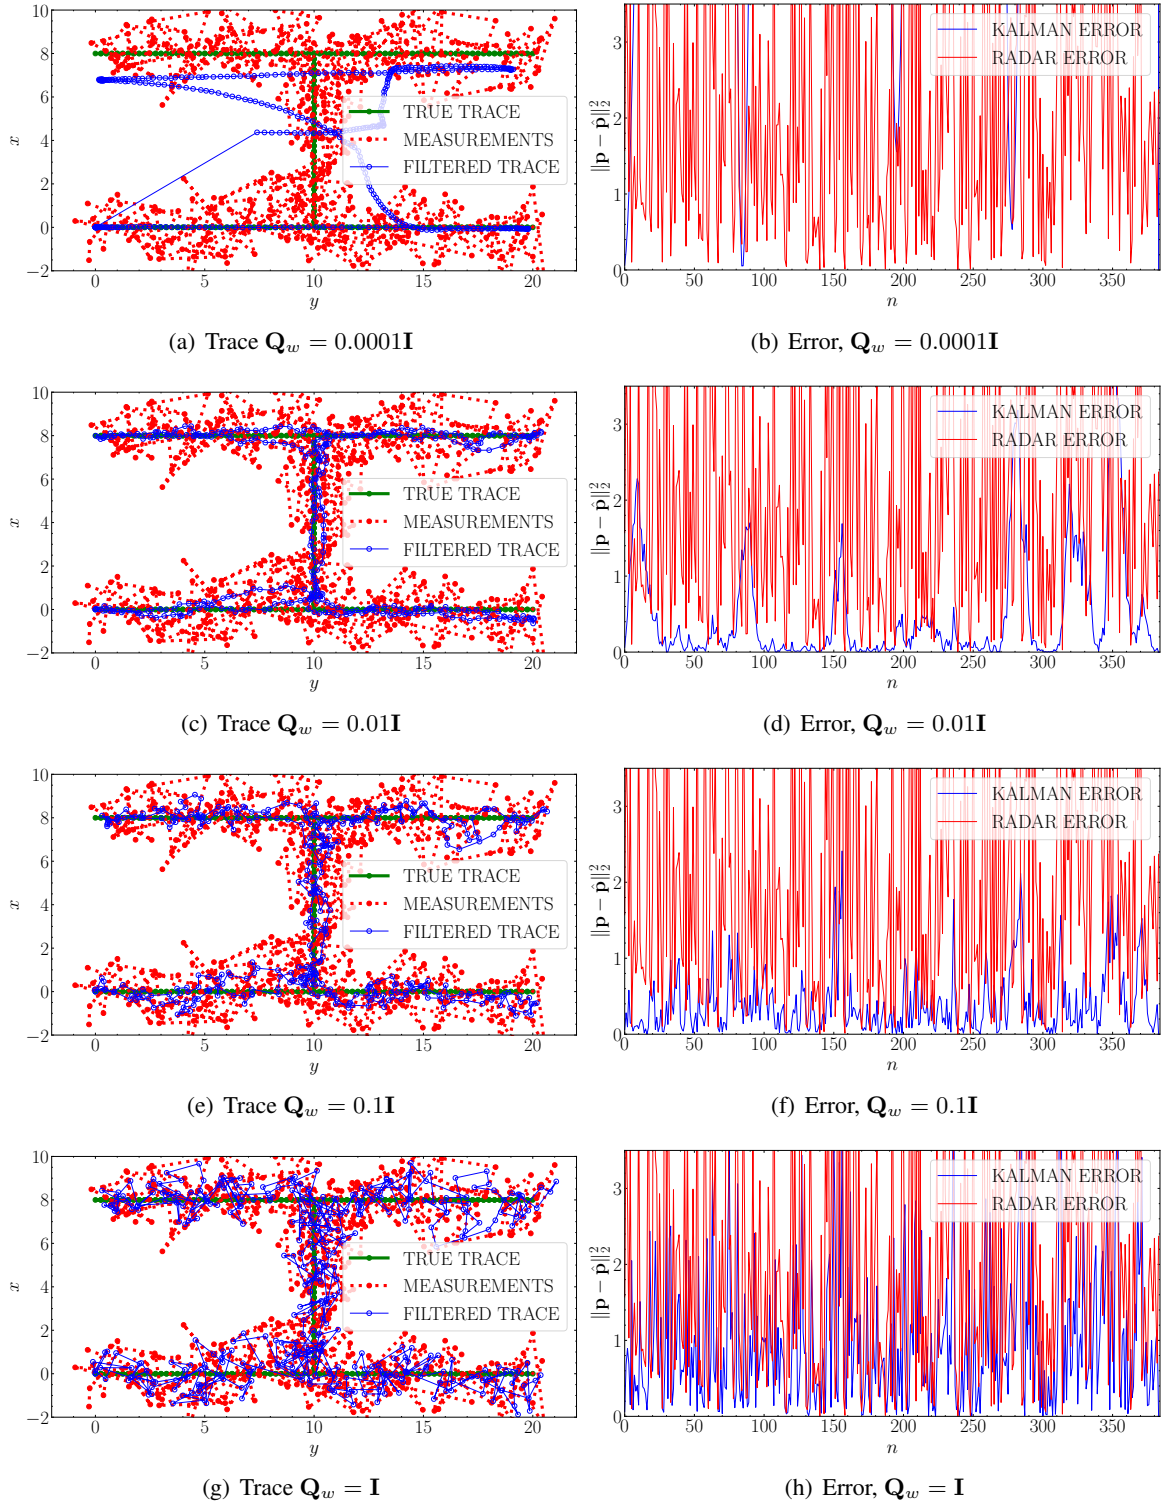 10
8
6
4
2
0
−2
x
TRUE TRACE
MEASUREMENTS
FILTERED TRACE
0 5 10 15 20
y
(a) Trace Q_w = 0.0001I
3
2
1
0
‖p − p̂‖₂²
KALMAN ERROR
RADAR ERROR
0 50 100 150 200 250 300 350
n
(b) Error, Q_w = 0.0001I
10
8
6
4
2
0
−2
x
TRUE TRACE
MEASUREMENTS
FILTERED TRACE
0 5 10 15 20
y
(c) Trace Q_w = 0.01I
3
2
1
0
‖p − p̂‖₂²
KALMAN ERROR
RADAR ERROR
0 50 100 150 200 250 300 350
n
(d) Error, Q_w = 0.01I
10
8
6
4
2
0
−2
x
TRUE TRACE
MEASUREMENTS
FILTERED TRACE
0 5 10 15 20
y
(e) Trace Q_w = 0.1I
3
2
1
0
‖p − p̂‖₂²
KALMAN ERROR
RADAR ERROR
0 50 100 150 200 250 300 350
n
(f) Error, Q_w = 0.1I
10
8
6
4
2
0
−2
x
TRUE TRACE
MEASUREMENTS
FILTERED TRACE
0 5 10 15 20
y
(g) Trace Q_w = I
3
2
1
0
‖p − p̂‖₂²
KALMAN ERROR
RADAR ERROR
0 50 100 150 200 250 300 350
n
(h) Error, Q_w = I